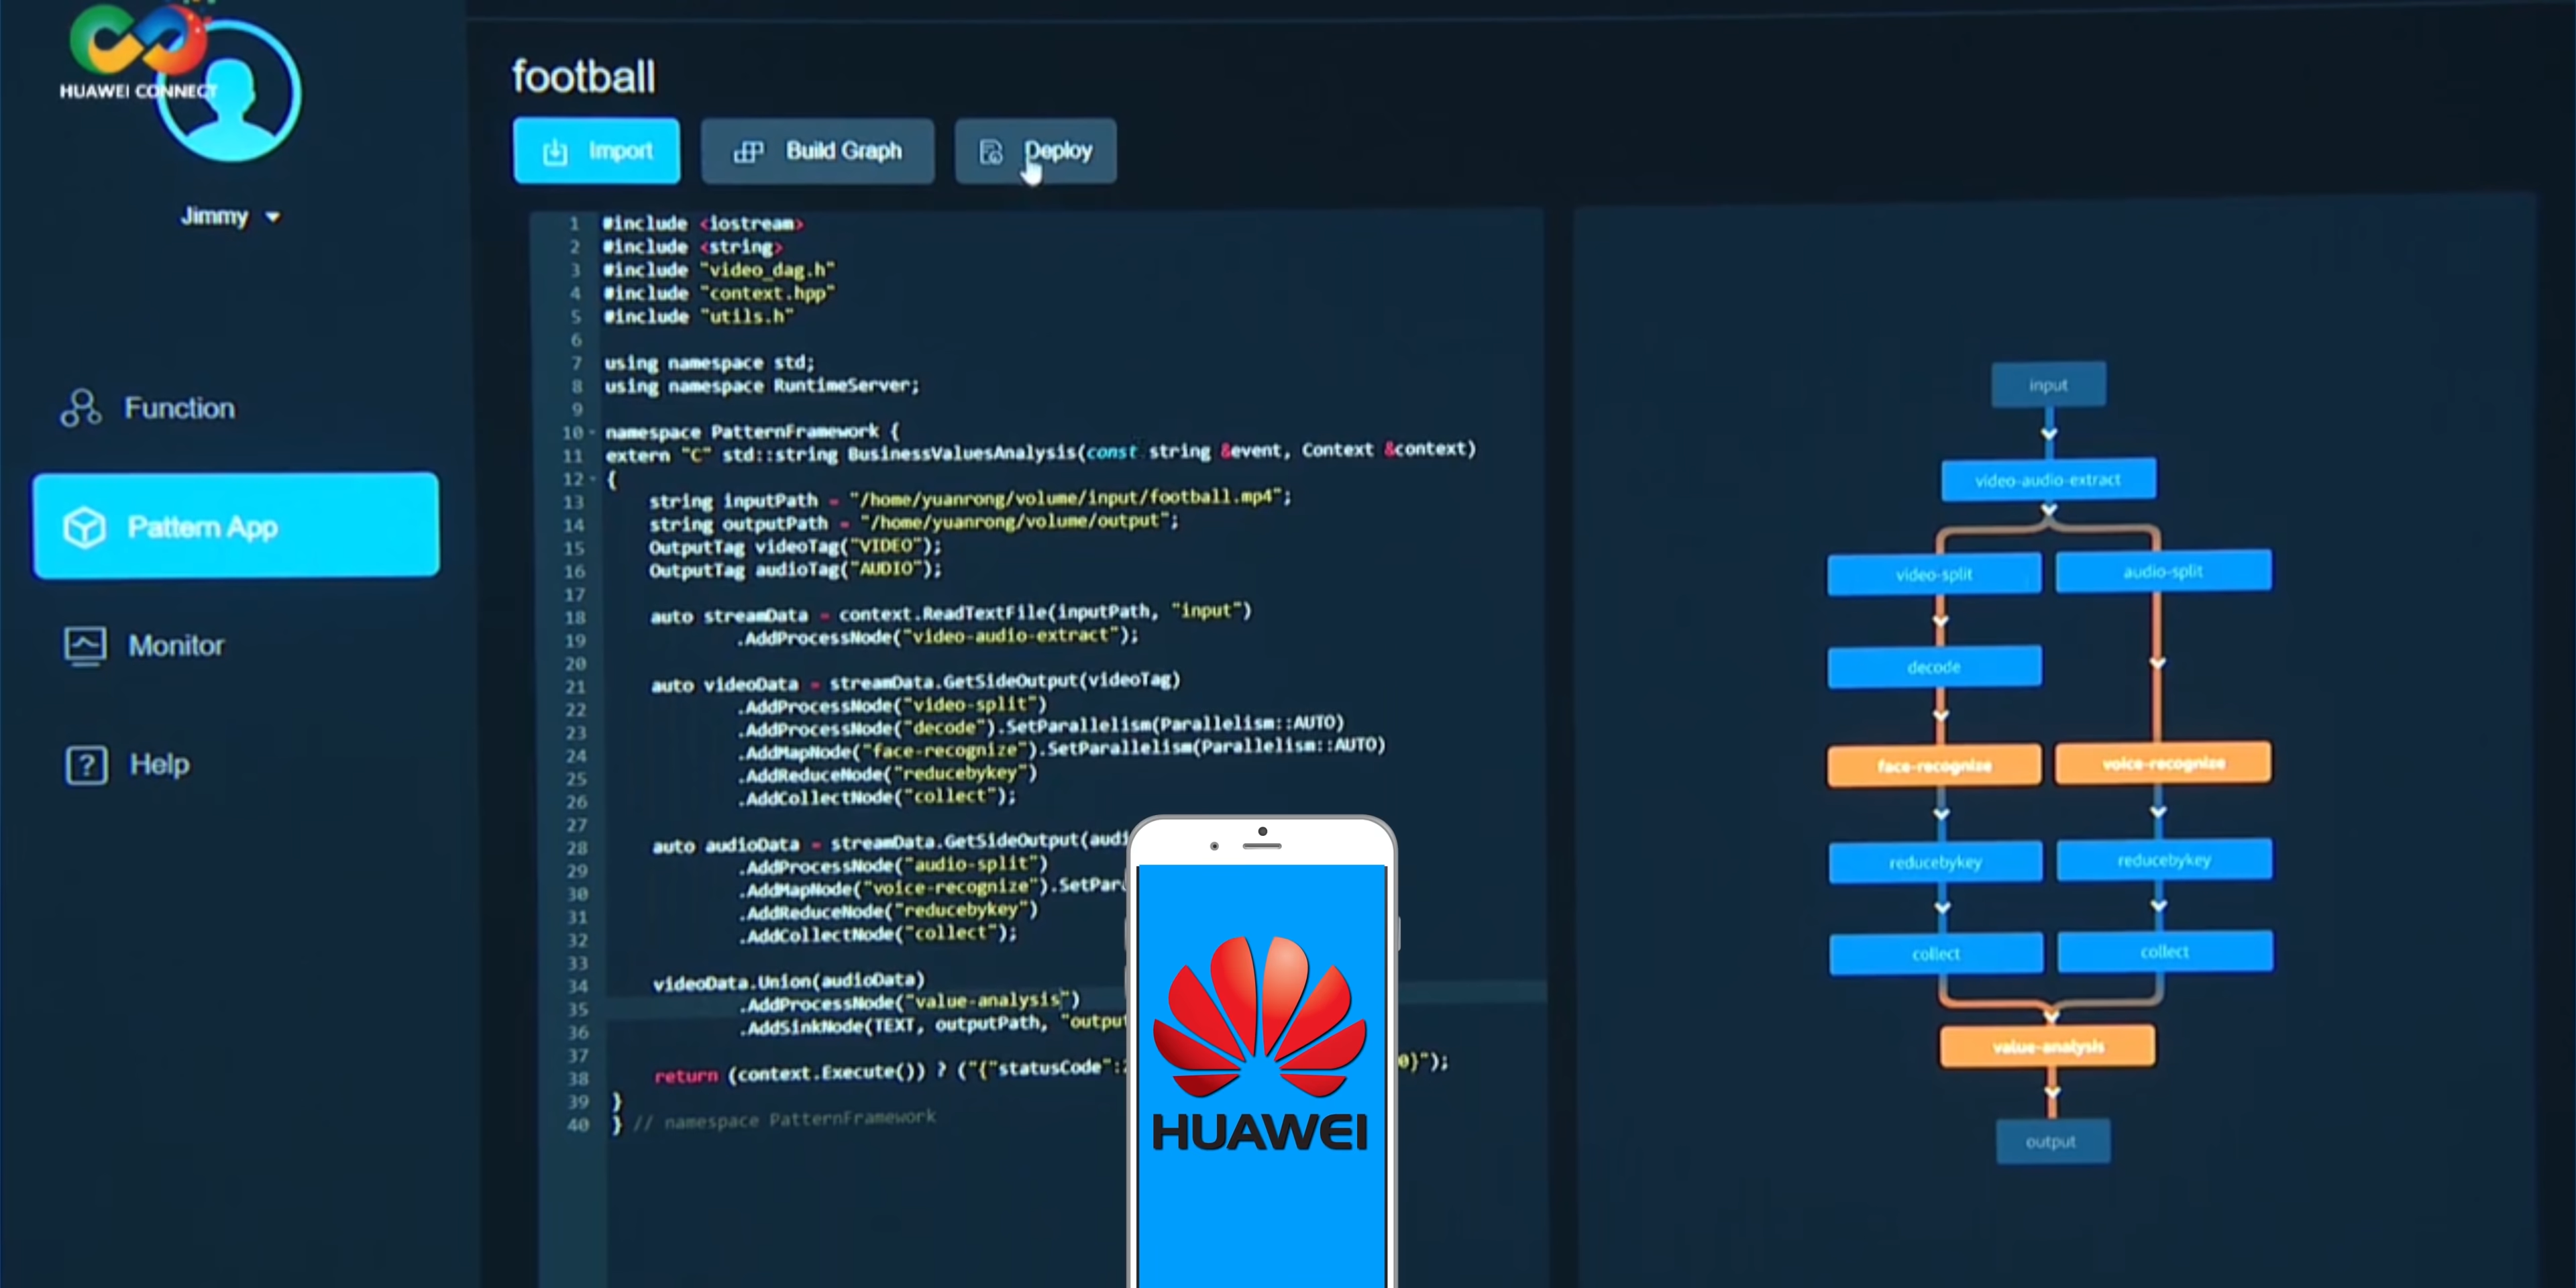 HUAWEI CONNECT
Jimmy
Function
Pattern App
Monitor
Help
football
Import
Build Graph
Deploy
1 #include <iostream>
2 #include <string>
3 #include "video_dag.h"
4 #include "context.hpp"
5 #include "utils.h"
6
7 using namespace std;
8 using namespace RuntimeServer;
9
10 namespace PatternFramework {
11 extern "C" std::string BusinessValuesAnalysis(const string &event, Context &context)
12 {
13 string inputPath = "/home/yuanrong/volume/input/football.mp4";
14 string outputPath = "/home/yuanrong/volume/output";
15 OutputTag videoTag("VIDEO");
16 OutputTag audioTag("AUDIO");
17
18 auto streamData = context.ReadTextFile(inputPath, "input")
19 .AddProcessNode("video-audio-extract");
20
21 auto videoData = streamData.GetSideOutput(videoTag)
22 .AddProcessNode("video-split")
23 .AddProcessNode("decode").SetParallelism(Parallelism::AUTO)
24 .AddMapNode("face-recognize").SetParallelism(Parallelism::AUTO)
25 .AddReduceNode("reducebykey")
26 .AddCollectNode("collect");
27
28 auto audioData = streamData.GetSideOutput(audi
29 .AddProcessNode("audio-split")
30 .AddMapNode("voice-recognize").SetPar
31 .AddReduceNode("reducebykey")
32 .AddCollectNode("collect");
33
34 videoData.Union(audioData)
35 .AddProcessNode("value-analysis")
36 .AddSinkNode(TEXT, outputPath, "outpu
37
38 return (context.Execute()) ? ("{"statusCode": 0}");
39 }
40 } // namespace PatternFramework
HUAWEI
input
video-audio-extract
video-split audio-split
decode
face-recognize voice-recognize
reducebykey reducebykey
collect collect
value-analysis
output